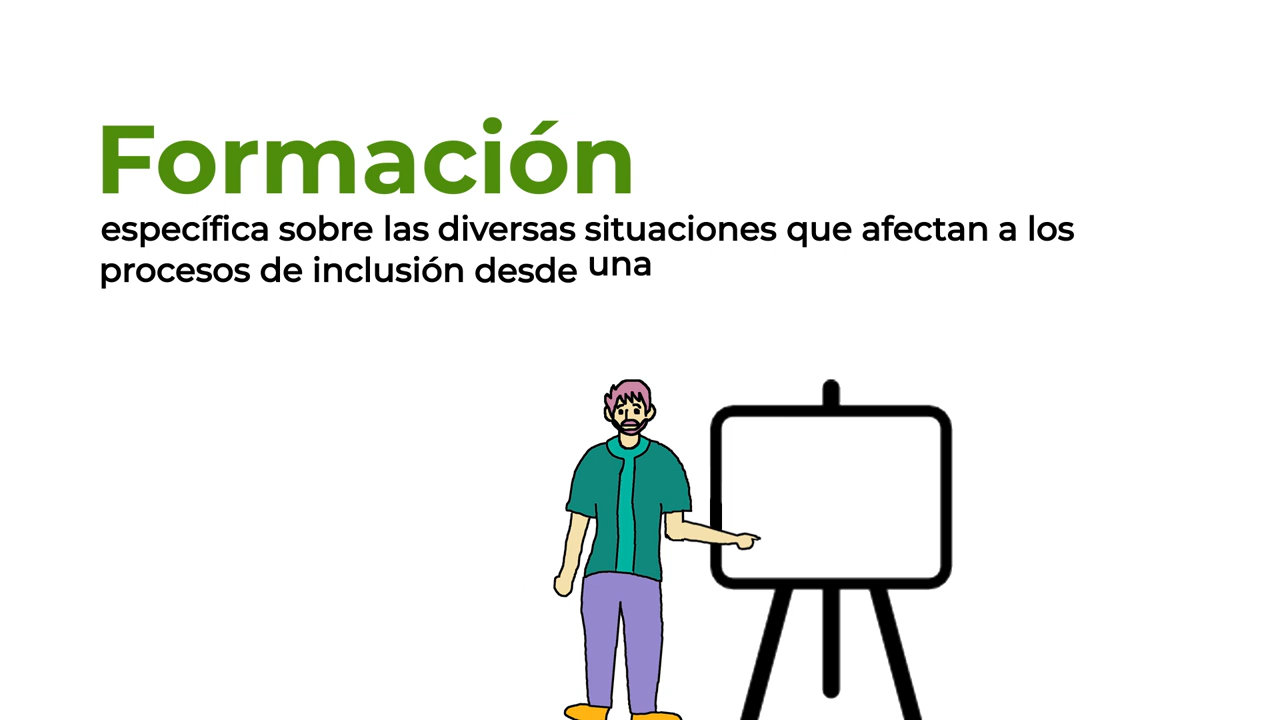 Formación
específica sobre las diversas situaciones que afectan a los
procesos de inclusión desde una